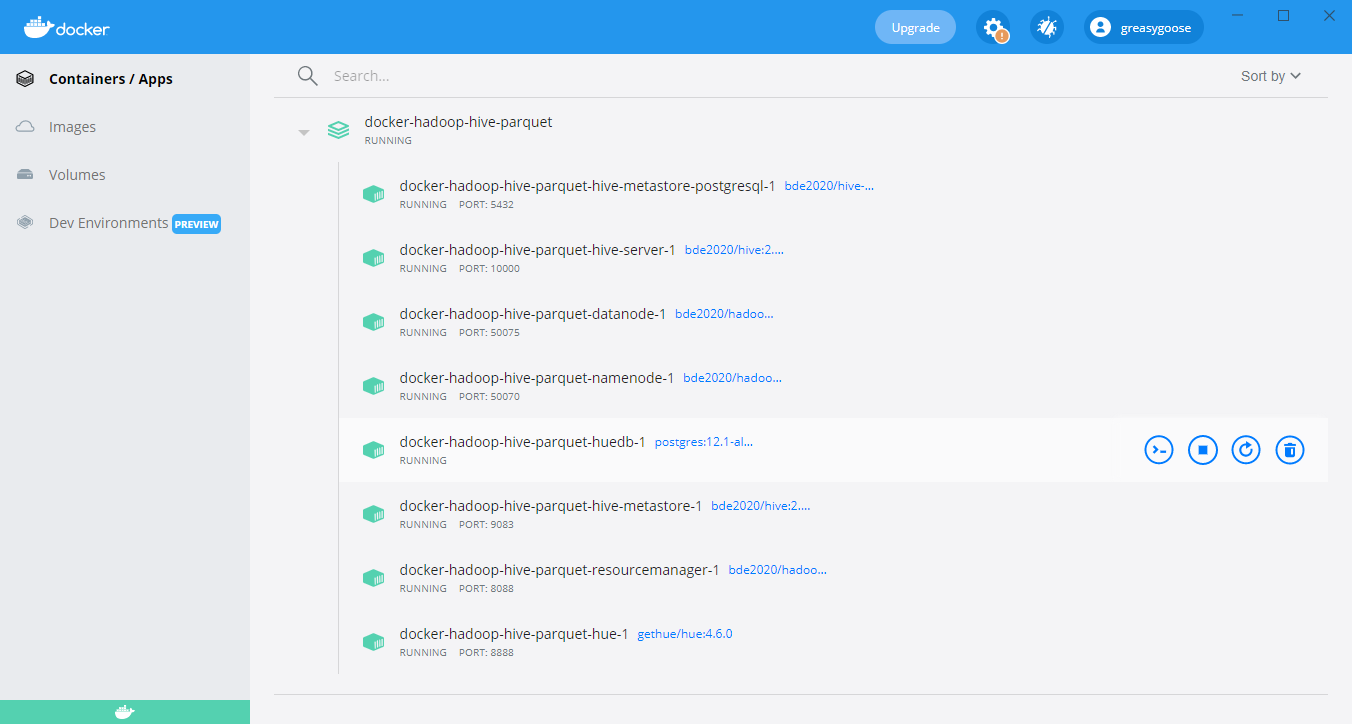 docker
Upgrade
!
greasygoose
Containers / Apps
Images
Volumes
Dev Environments PREVIEW
Search...
Sort by
docker-hadoop-hive-parquet
RUNNING
docker-hadoop-hive-parquet-hive-metastore-postgresql-1 bde2020/hive-...
RUNNING PORT: 5432
docker-hadoop-hive-parquet-hive-server-1 bde2020/hive:2....
RUNNING PORT: 10000
docker-hadoop-hive-parquet-datanode-1 bde2020/hadoo...
RUNNING PORT: 50075
docker-hadoop-hive-parquet-namenode-1 bde2020/hadoo...
RUNNING PORT: 50070
docker-hadoop-hive-parquet-huedb-1 postgres:12.1-al...
RUNNING
docker-hadoop-hive-parquet-hive-metastore-1 bde2020/hive:2....
RUNNING PORT: 9083
docker-hadoop-hive-parquet-resourcemanager-1 bde2020/hadoo...
RUNNING PORT: 8088
docker-hadoop-hive-parquet-hue-1 gethue/hue:4.6.0
RUNNING PORT: 8888